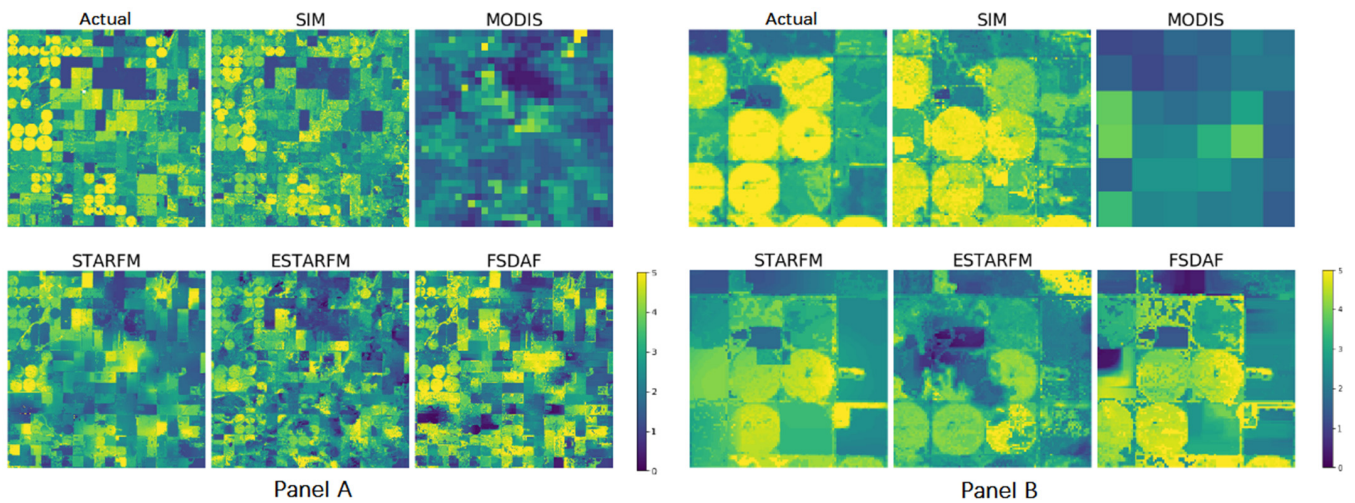 Actual SIM MODIS Actual SIM MODIS
STARFM ESTARFM FSDAF STARFM ESTARFM FSDAF
5 5
4 4
3 3
2 2
1 1
0 0
Panel A Panel B